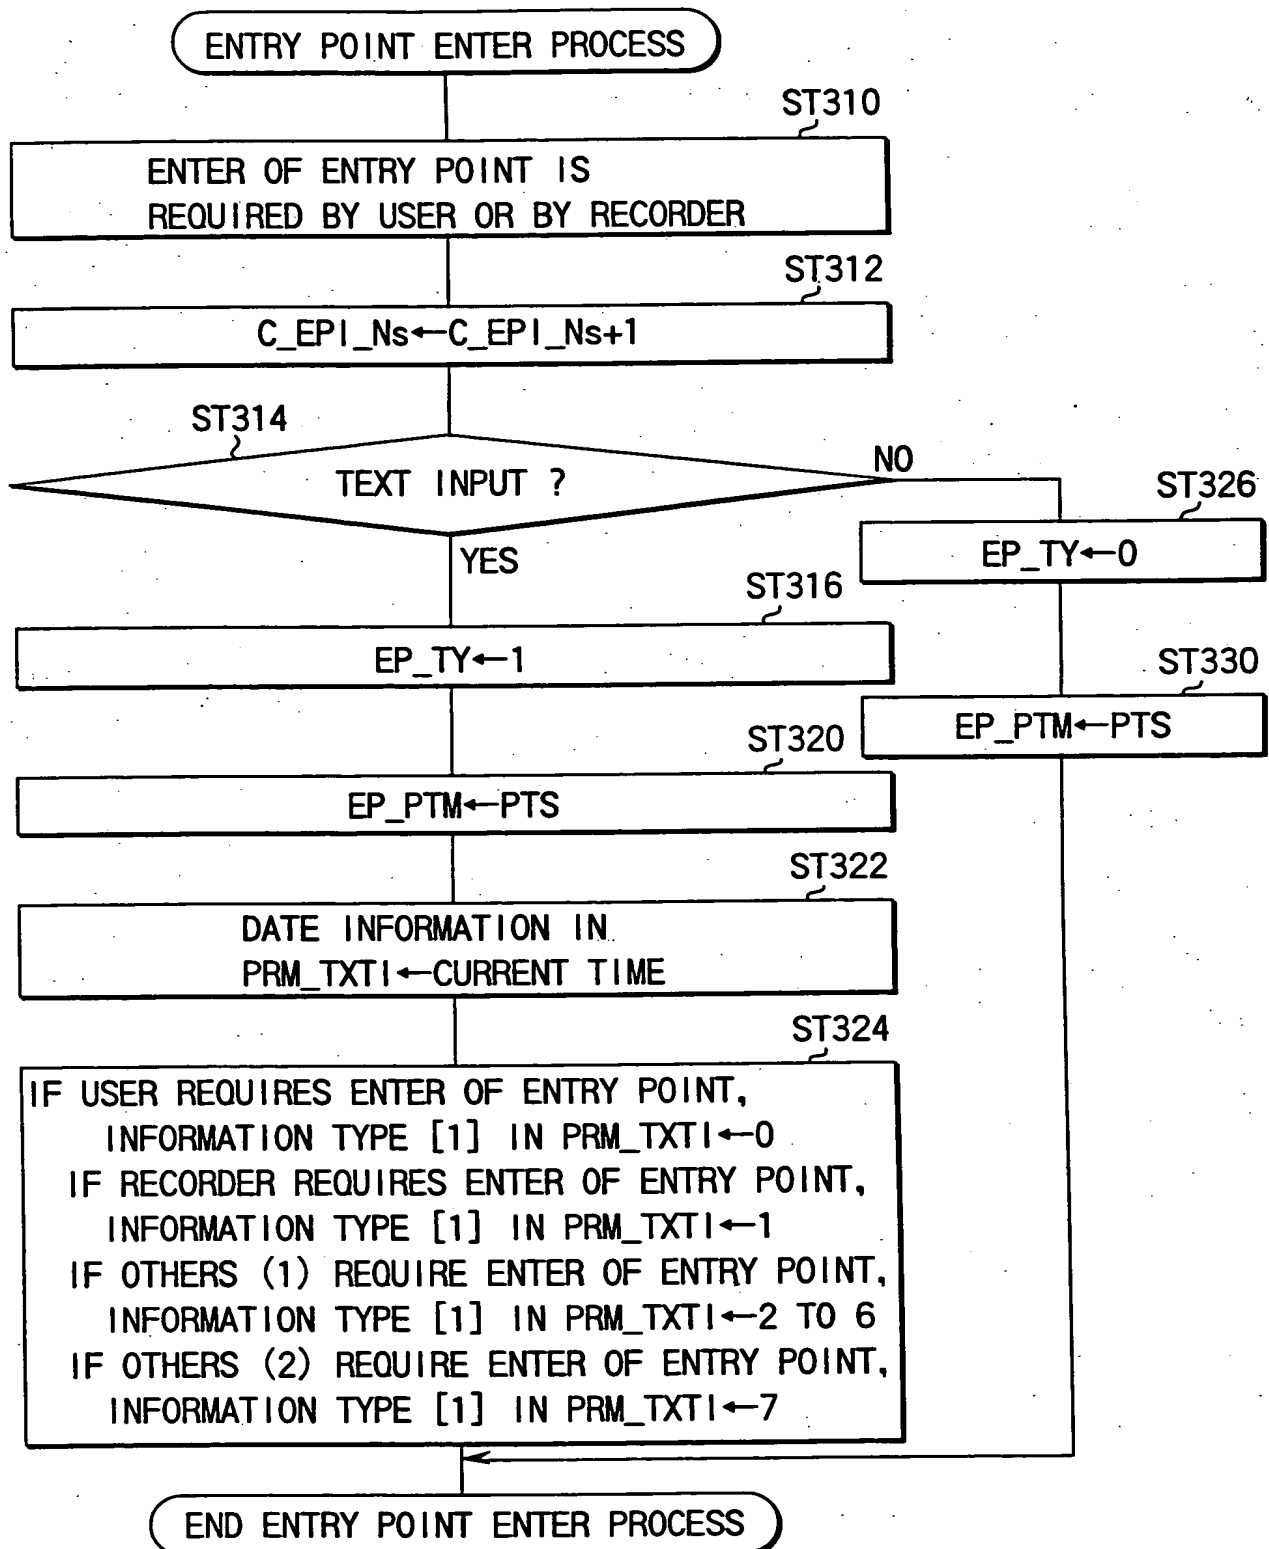 ENTRY POINT ENTER PROCESS
ST310
ENTER OF ENTRY POINT IS
REQUIRED BY USER OR BY RECORDER
ST312
C_EPI_Ns←C_EPI_Ns+1
ST314
TEXT INPUT ?
NO
YES
ST326
EP_TY←0
ST316
EP_TY←1
ST330
EP_PTM←PTS
ST320
EP_PTM←PTS
ST322
DATE INFORMATION IN
PRM_TXTI←CURRENT TIME
ST324
IF USER REQUIRES ENTER OF ENTRY POINT,
INFORMATION TYPE [1] IN PRM_TXTI←0
IF RECORDER REQUIRES ENTER OF ENTRY POINT,
INFORMATION TYPE [1] IN PRM_TXTI←1
IF OTHERS (1) REQUIRE ENTER OF ENTRY POINT,
INFORMATION TYPE [1] IN PRM_TXTI←2 TO 6
IF OTHERS (2) REQUIRE ENTER OF ENTRY POINT,
INFORMATION TYPE [1] IN PRM_TXTI←7
END ENTRY POINT ENTER PROCESS